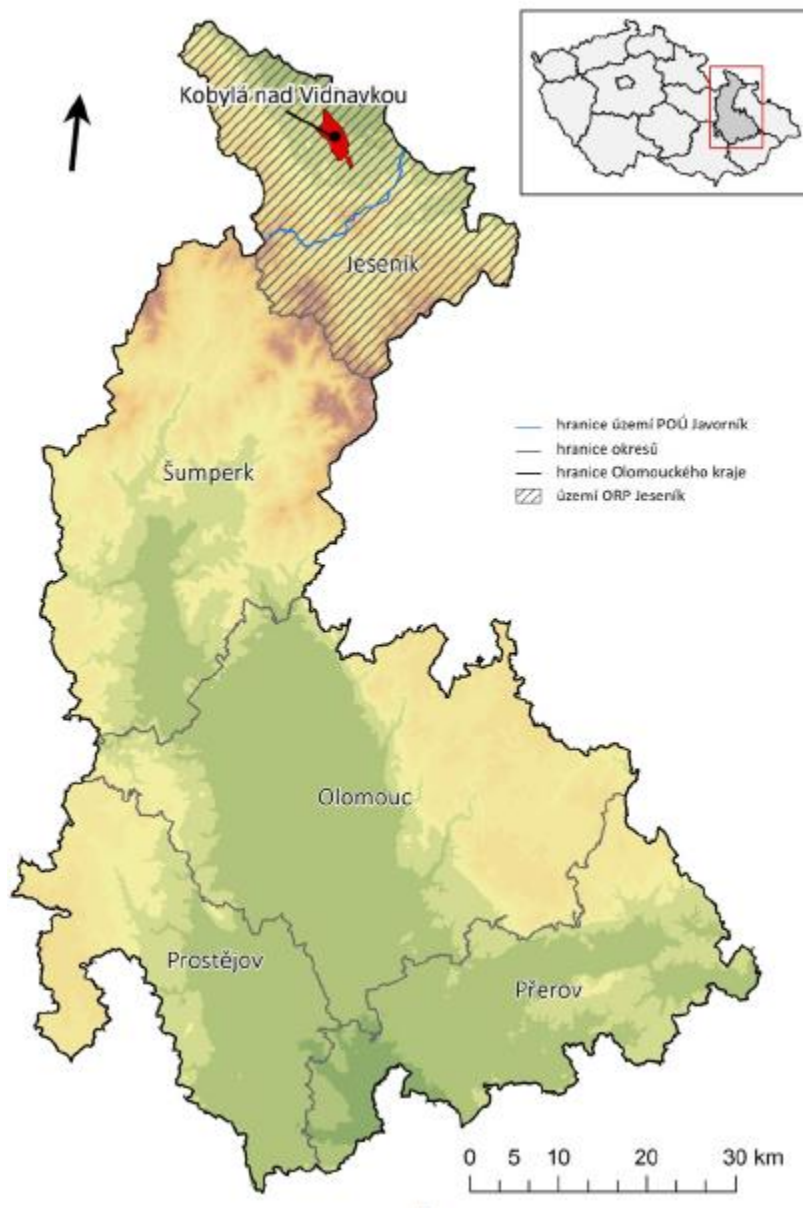 Kobylá nad Vidnavkou
Jeseník
hranice území POÚ Javorník
hranice okresů
hranice Olomouckého kraje
území ORP Jeseník
Šumperk
Olomouc
Prostějov
Přerov
0 5 10 20 30 km